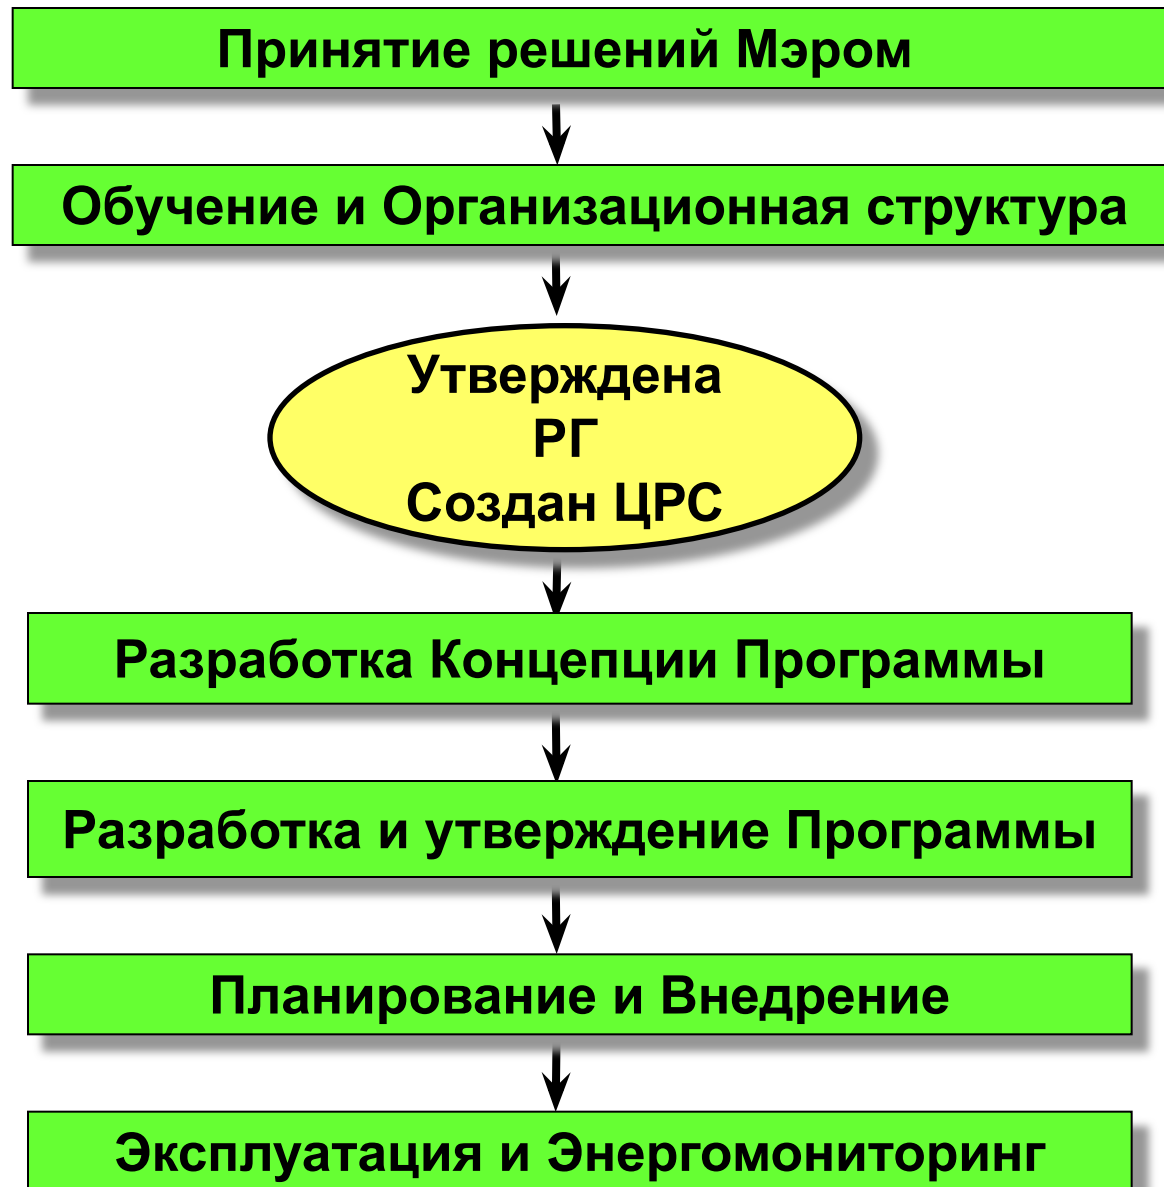 Принятие решений Мэром
Обучение и Организационная структура
Утверждена
РГ
Создан ЦРС
Разработка Концепции Программы
Разработка и утверждение Программы
Планирование и Внедрение
Эксплуатация и Энергомониторинг